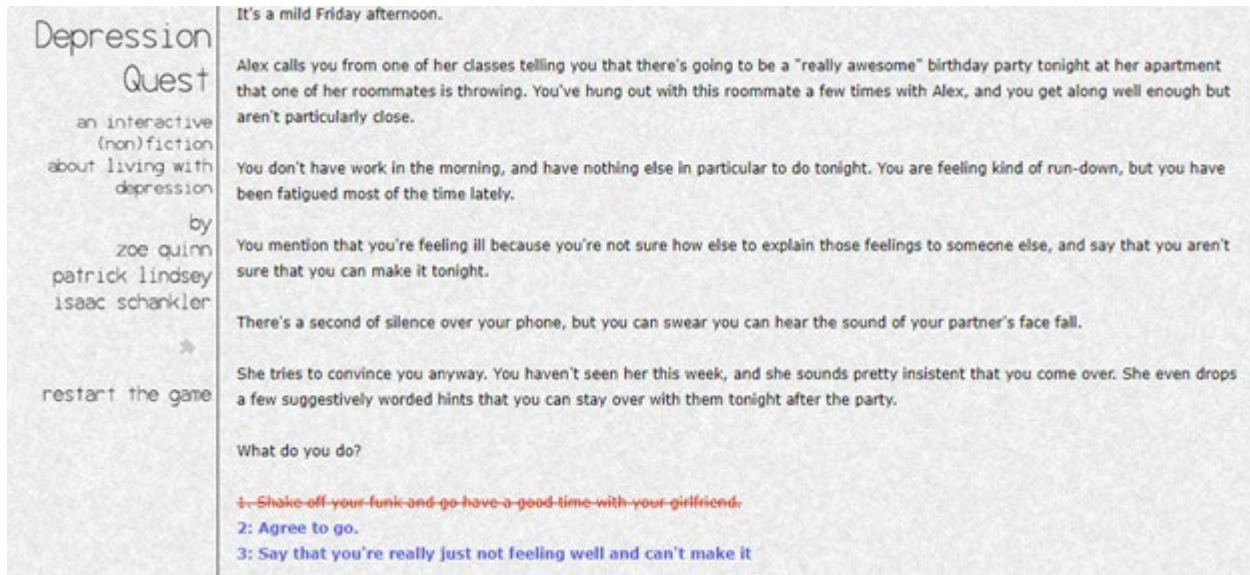 Depression
Quest
an interactive
(non)fiction
about living with
depression
by
zoe quinn
patrick lindsey
isaac schankler
restart the game
It's a mild Friday afternoon.
Alex calls you from one of her classes telling you that there's going to be a "really awesome" birthday party tonight at her apartment
that one of her roommates is throwing. You've hung out with this roommate a few times with Alex, and you get along well enough but
aren't particularly close.
You don't have work in the morning, and have nothing else in particular to do tonight. You are feeling kind of run-down, but you have
been fatigued most of the time lately.
You mention that you're feeling ill because you're not sure how else to explain those feelings to someone else, and say that you aren't
sure that you can make it tonight.
There's a second of silence over your phone, but you can swear you can hear the sound of your partner's face fall.
She tries to convince you anyway. You haven't seen her this week, and she sounds pretty insistent that you come over. She even drops
a few suggestively worded hints that you can stay over with them tonight after the party.
What do you do?
1. Shake off your funk and go have a good time with your girlfriend.
2: Agree to go.
3: Say that you're really just not feeling well and can't make it